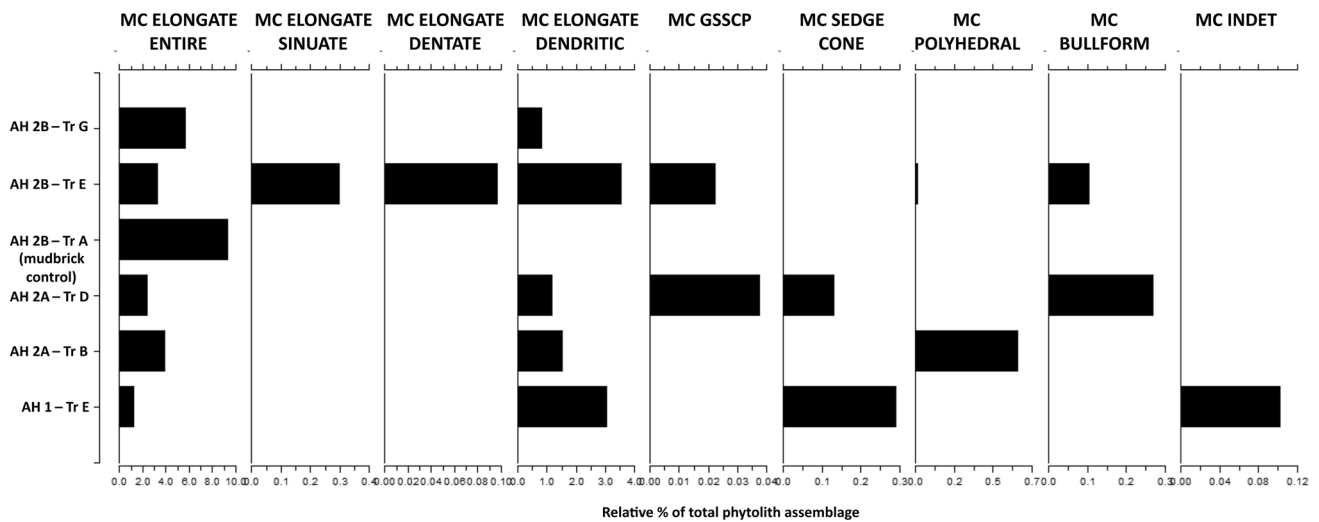 MC ELONGATE ENTIRE
MC ELONGATE SINUATE
MC ELONGATE DENTATE
MC ELONGATE DENDRITIC
MC GSSCP
MC SEDGE CONE
MC POLYHEDRAL
MC BULLFORM
MC INDET
AH 2B – Tr G
AH 2B – Tr E
AH 2B – Tr A
(mudbrick
control)
AH 2A – Tr D
AH 2A – Tr B
AH 1 – Tr E
0.0 2.0 4.0 6.0 8.0 10.0
0.0 0.1 0.2 0.3 0.4
0.00 0.02 0.04 0.06 0.08 0.10
0.0 1.0 2.0 3.0 4.0
0.00 0.01 0.02 0.03 0.04
0.0 0.1 0.2 0.3
0.0 0.2 0.5 0.7
0.0 0.1 0.2 0.3
0.00 0.04 0.08 0.12
Relative % of total phytolith assemblage